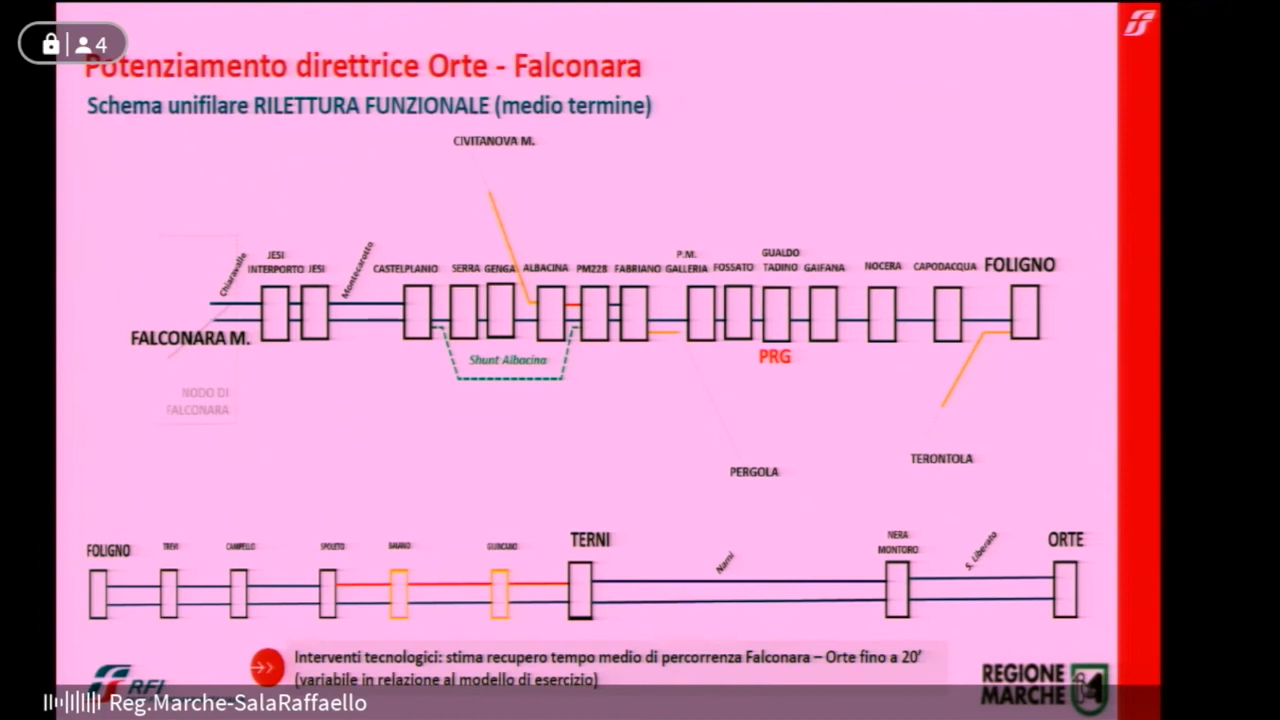 4
Potenziamento direttrice Orte - Falconara
Schema unifilare RILETTURA FUNZIONALE (medio termine)
CIVITANOVA M.
Chiaravalle
JESI
INTERPORTO
JESI
Montecarotto
CASTELPLANIO
SERRA
GENGA
ALBACINA
PM228
FABRIANO
P.M.
GALLERIA
FOSSATO
GUALDO
TADINO
GAIFANA
NOCERA
CAPODACQUA
FOLIGNO
FALCONARA M.
Shunt Albacina
PRG
NODO DI
FALCONARA
PERGOLA
TERONTOLA
FOLIGNO
TREVI
CAMPELLO
SPOLETO
BAIANO
GIUNCANO
TERNI
Narni
NERA
MONTORO
S. Liberato
ORTE
Interventi tecnologici: stima recupero tempo medio di percorrenza Falconara – Orte fino a 20’
(variabile in relazione al modello di esercizio)
RFI
REGIONE
MARCHE
Reg.Marche-SalaRaffaello